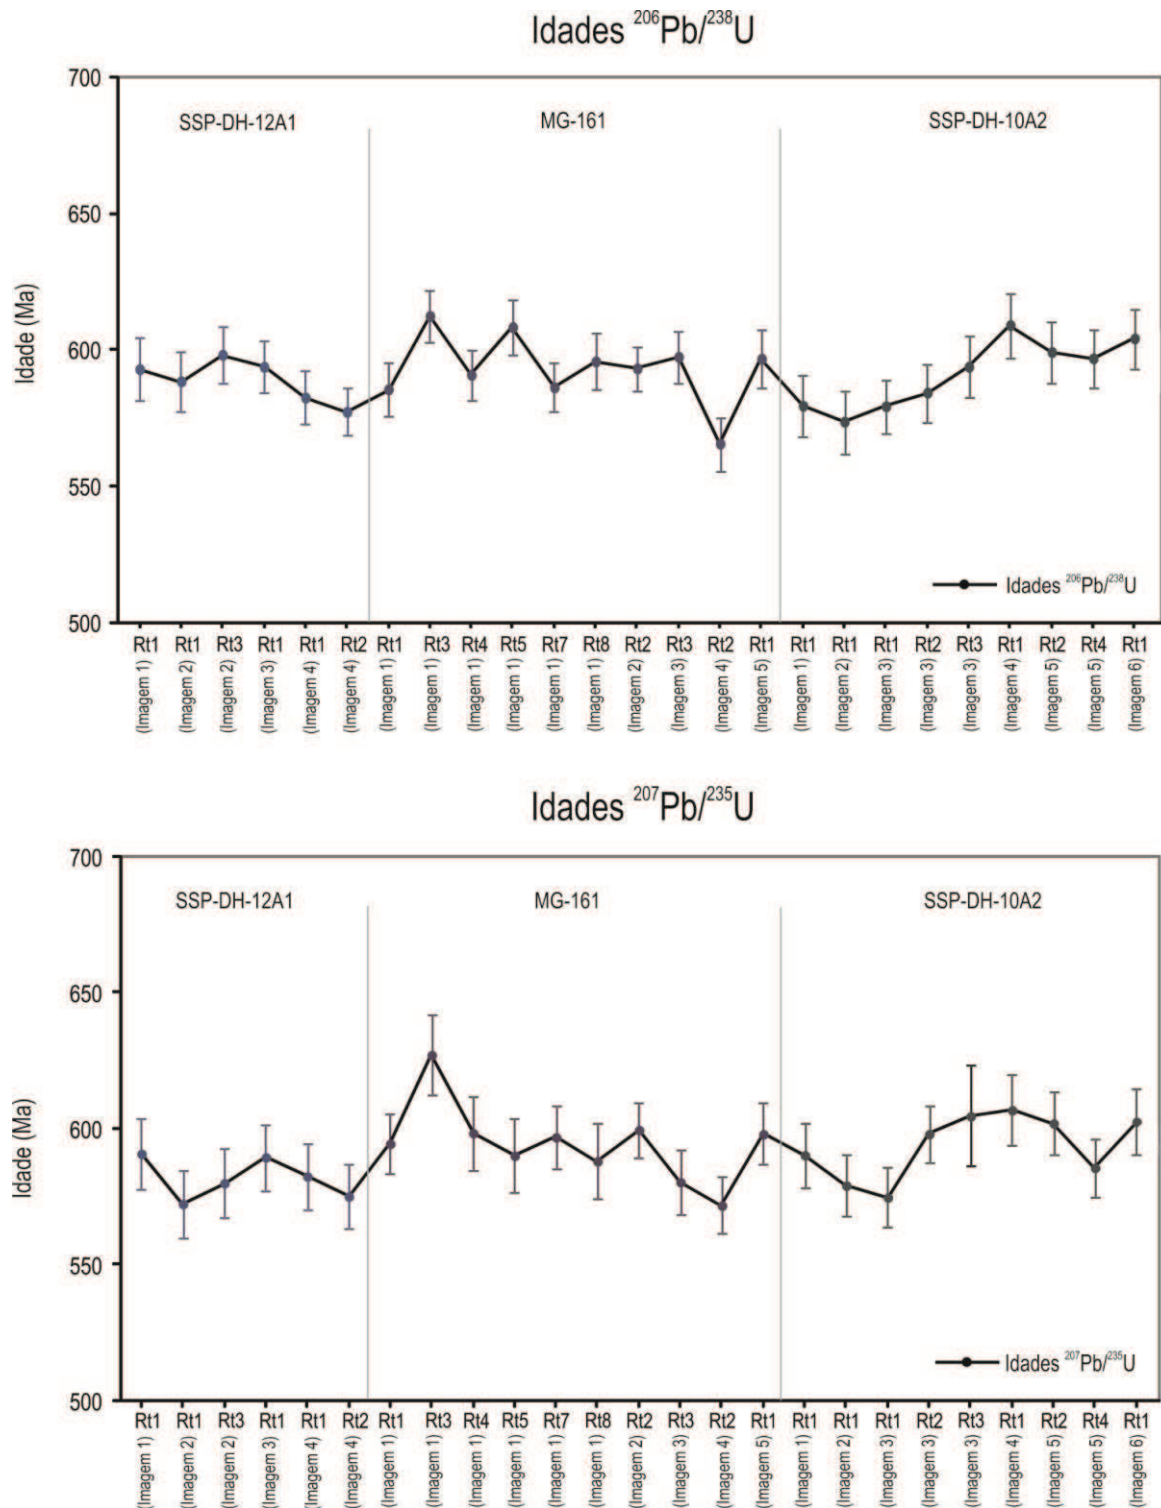 Idades 206Pb/238U
700
SSP-DH-12A1 MG-161 SSP-DH-10A2
650
600
Idade (Ma)
550
Idades 206Pb/238U
500
Rt1 Rt1 Rt3 Rt1 Rt1 Rt2 Rt1 Rt3 Rt4 Rt5 Rt7 Rt8 Rt2 Rt3 Rt2 Rt1 Rt1 Rt1 Rt1 Rt2 Rt3 Rt1 Rt2 Rt4 Rt1
(Imagem 1) (Imagem 2) (Imagem 2) (Imagem 3) (Imagem 4) (Imagem 4) (Imagem 1) (Imagem 1) (Imagem 1) (Imagem 1) (Imagem 1) (Imagem 1) (Imagem 2) (Imagem 3) (Imagem 4) (Imagem 5) (Imagem 1) (Imagem 2) (Imagem 3) (Imagem 3) (Imagem 3) (Imagem 4) (Imagem 5) (Imagem 5) (Imagem 6)
Idades 207Pb/235U
700
SSP-DH-12A1 MG-161 SSP-DH-10A2
650
600
Idade (Ma)
550
Idades 207Pb/235U
500
Rt1 Rt1 Rt3 Rt1 Rt1 Rt2 Rt1 Rt3 Rt4 Rt5 Rt7 Rt8 Rt2 Rt3 Rt2 Rt1 Rt1 Rt1 Rt1 Rt2 Rt3 Rt1 Rt2 Rt4 Rt1
(Imagem 1) (Imagem 2) (Imagem 2) (Imagem 3) (Imagem 4) (Imagem 4) (Imagem 1) (Imagem 1) (Imagem 1) (Imagem 1) (Imagem 1) (Imagem 1) (Imagem 2) (Imagem 3) (Imagem 4) (Imagem 5) (Imagem 1) (Imagem 2) (Imagem 3) (Imagem 3) (Imagem 3) (Imagem 4) (Imagem 5) (Imagem 5) (Imagem 6)